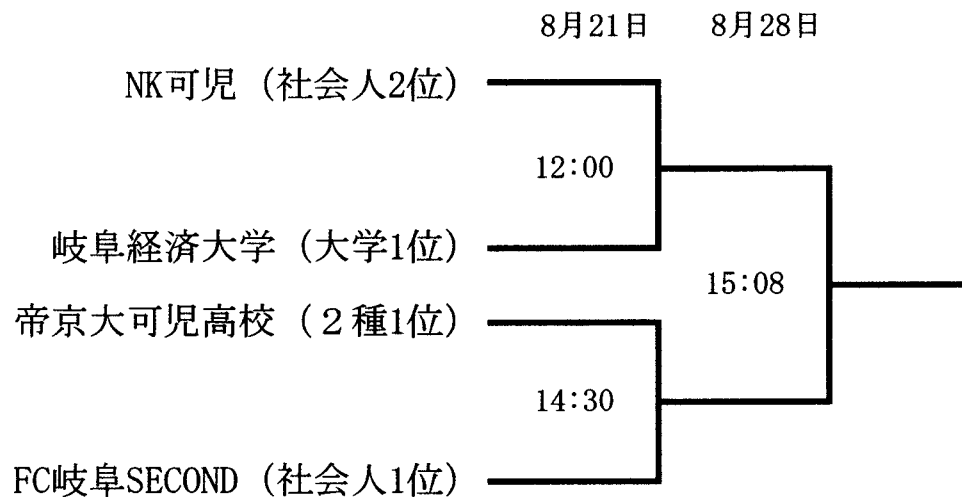 8月21日 8月28日
NK可児（社会人2位）
12:00
岐阜経済大学（大学1位）
15:08
帝京大可児高校（２種1位）
14:30
FC岐阜SECOND（社会人1位）